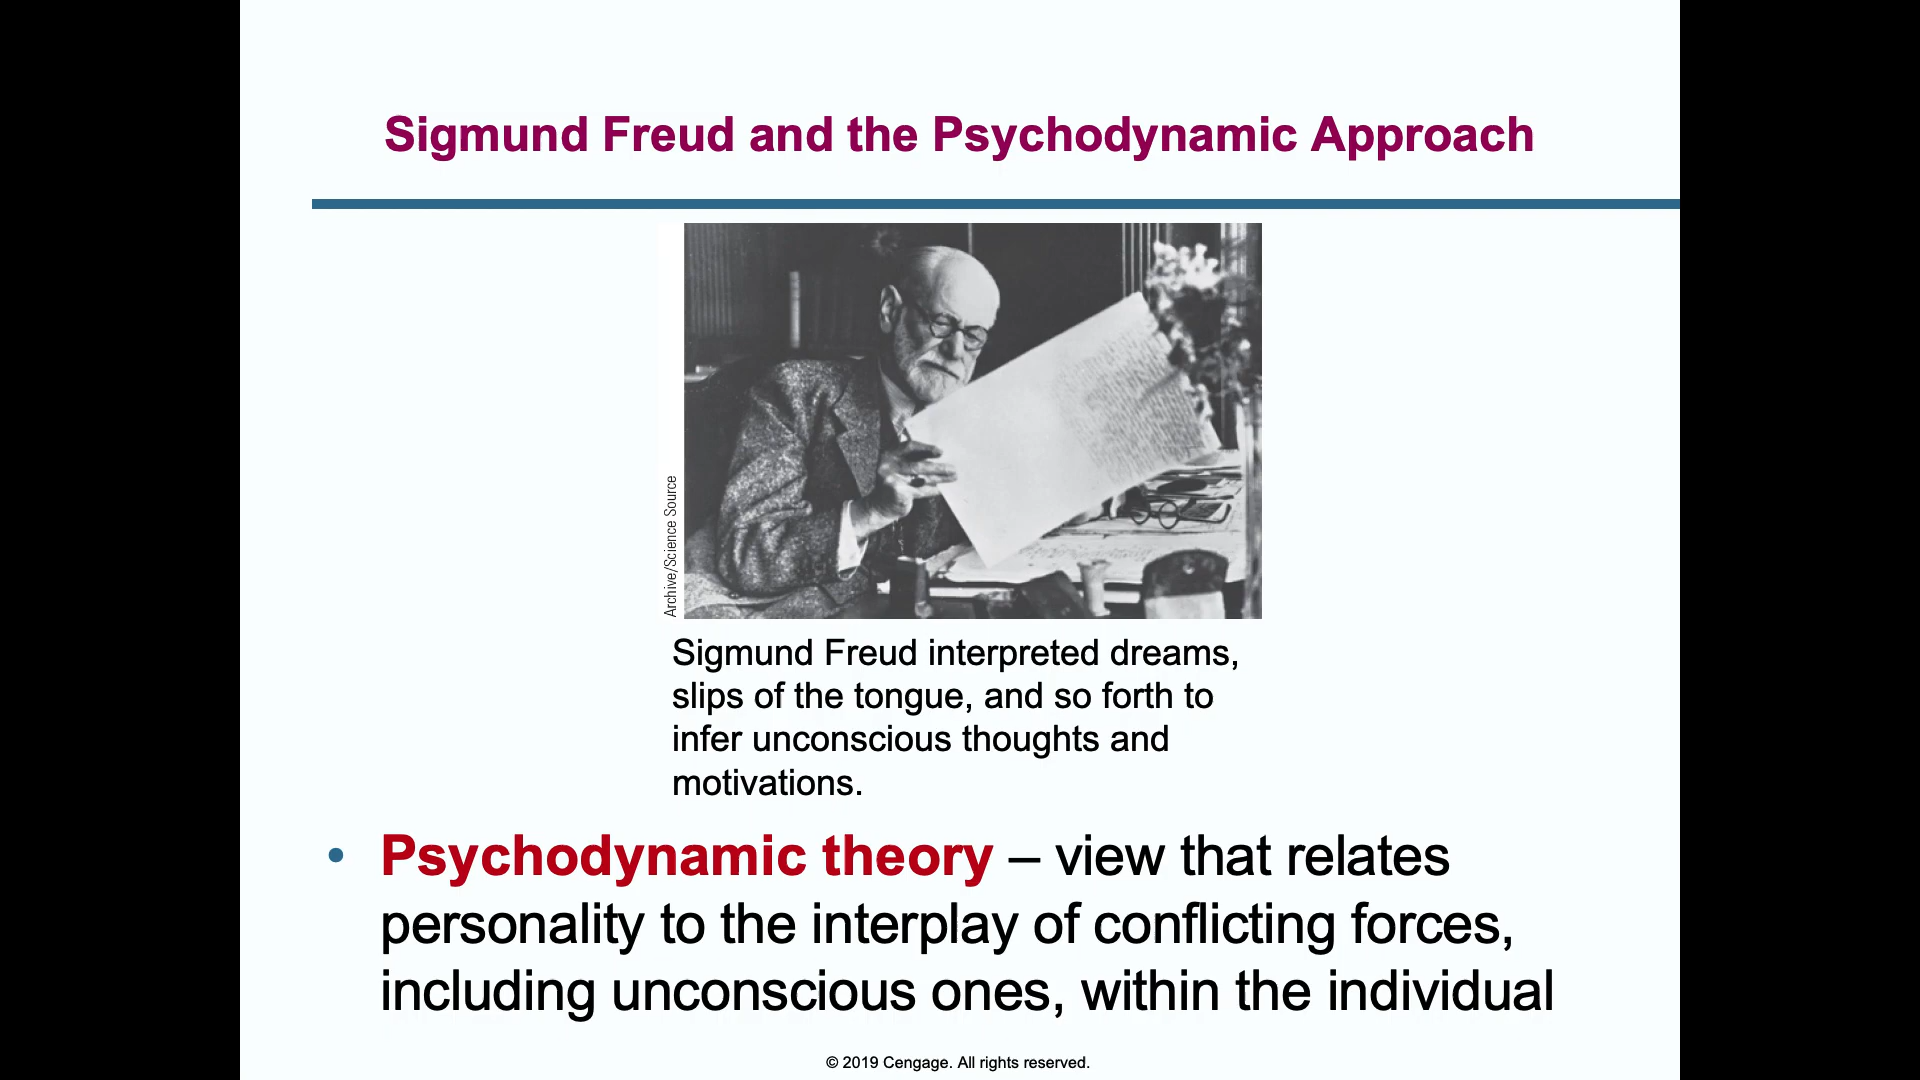 Sigmund Freud and the Psychodynamic Approach
Archive/Science Source
Sigmund Freud interpreted dreams,
slips of the tongue, and so forth to
infer unconscious thoughts and
motivations.
• Psychodynamic theory – view that relates
personality to the interplay of conflicting forces,
including unconscious ones, within the individual
© 2019 Cengage. All rights reserved.